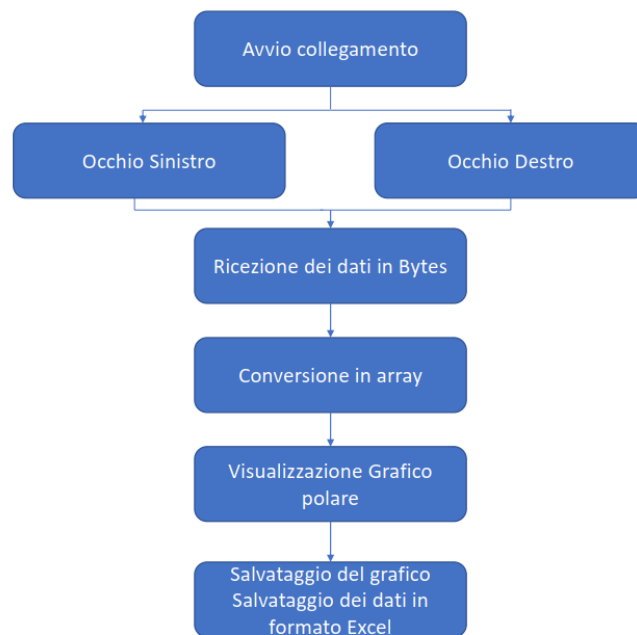 Avvio collegamento
Occhio Sinistro
Occhio Destro
Ricezione dei dati in Bytes
Conversione in array
Visualizzazione Grafico
polare
Salvataggio del grafico
Salvataggio dei dati in
formato Excel